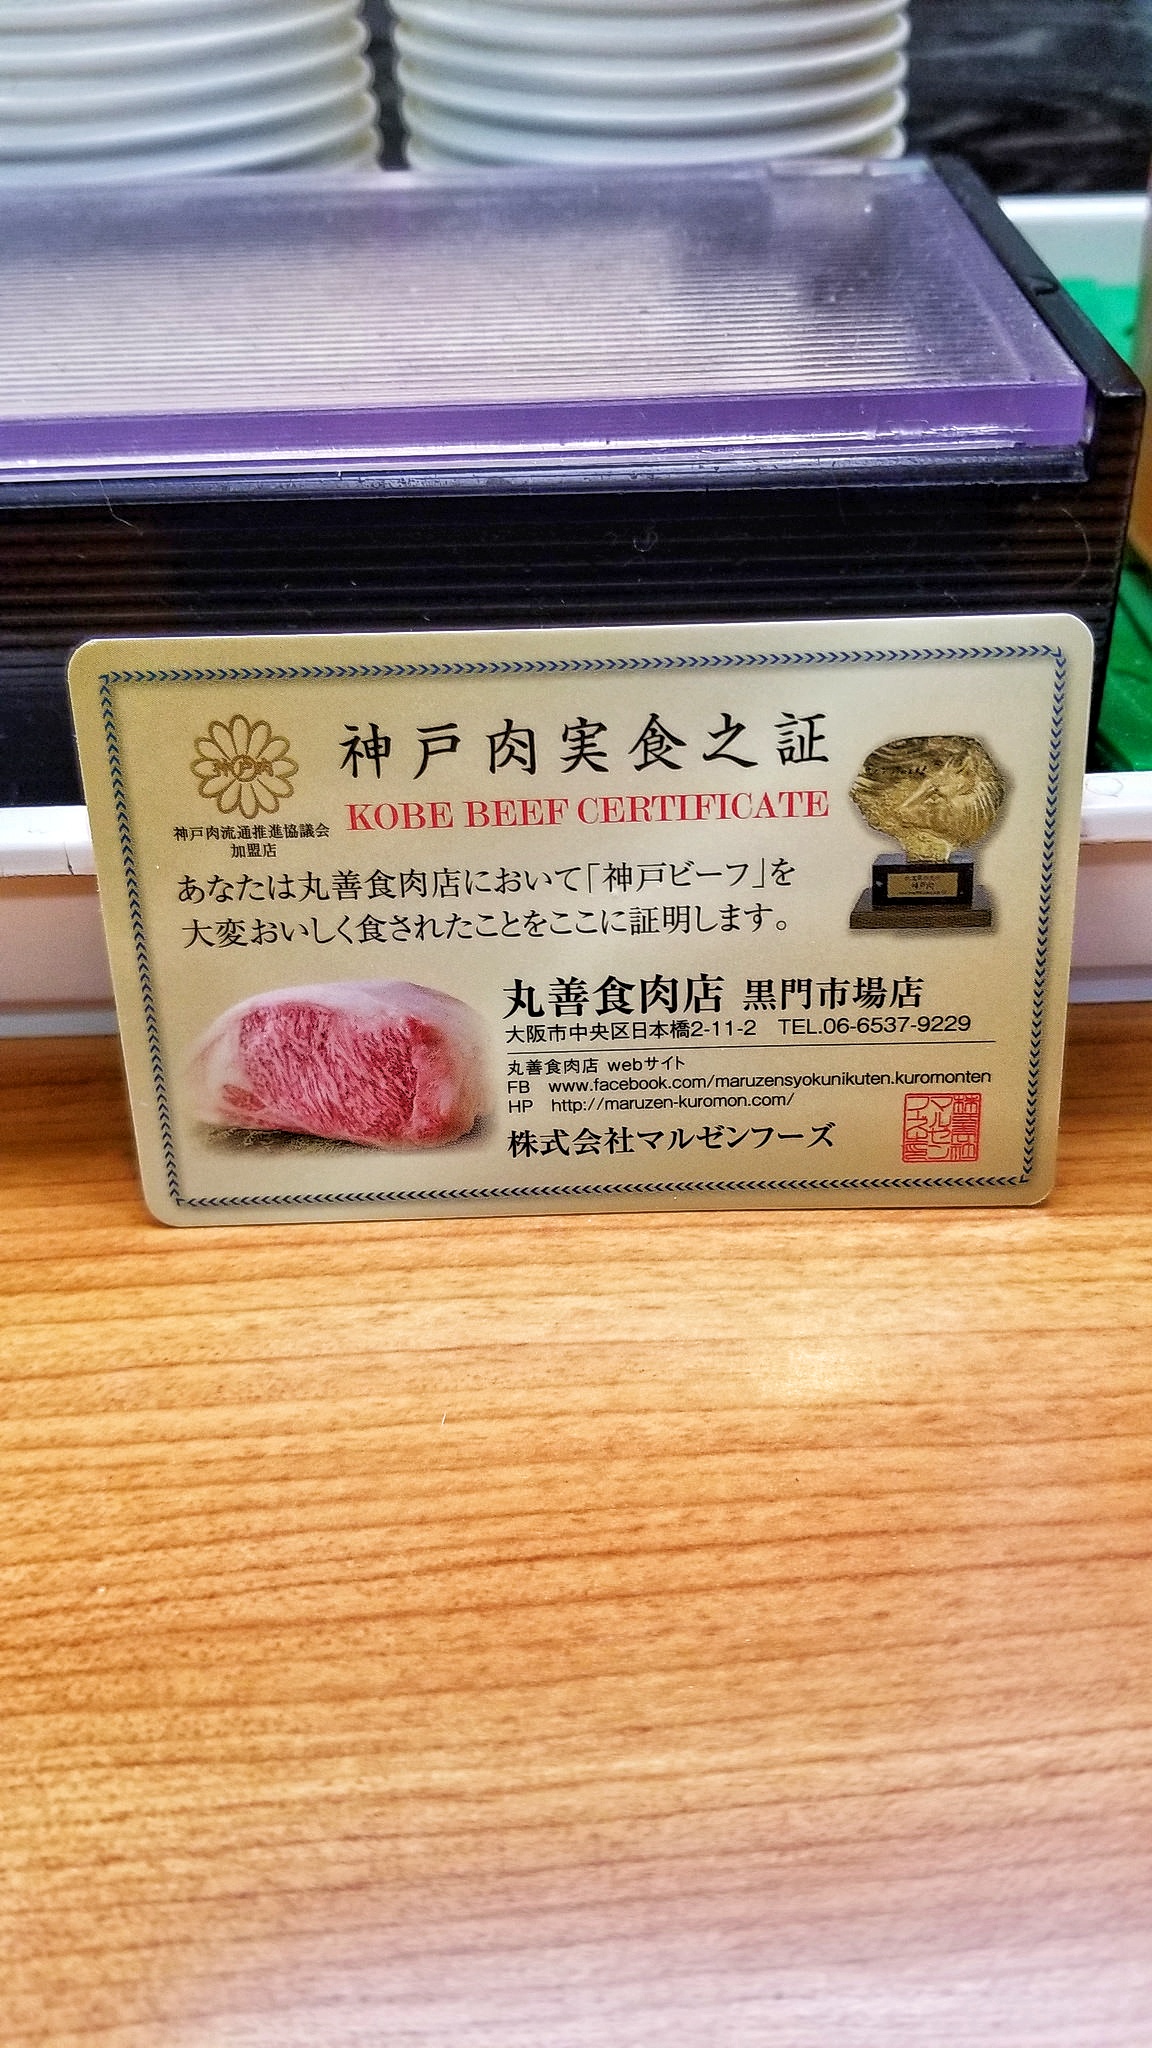 神戸肉実食之証
KOBE BEEF CERTIFICATE
神戸肉流通推進協議会
加盟店
あなたは丸善食肉店において「神戸ビーフ」を
大変おいしく食されたことをここに証明します。
丸善食肉店 黒門市場店
大阪市中央区日本橋2-11-2 TEL.06-6537-9229
丸善食肉店 webサイト
FB www.facebook.com/maruzensyokunikuten.kuromonten
HP http://maruzen-kuromon.com/
株式会社マルゼンフーズ